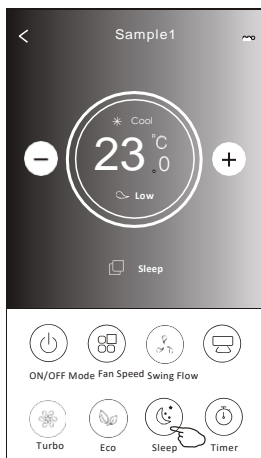 Sample1
Cool
23.0 °C
Low
Sleep
ON/OFF Mode Fan Speed Swing Flow
Turbo Eco Sleep Timer